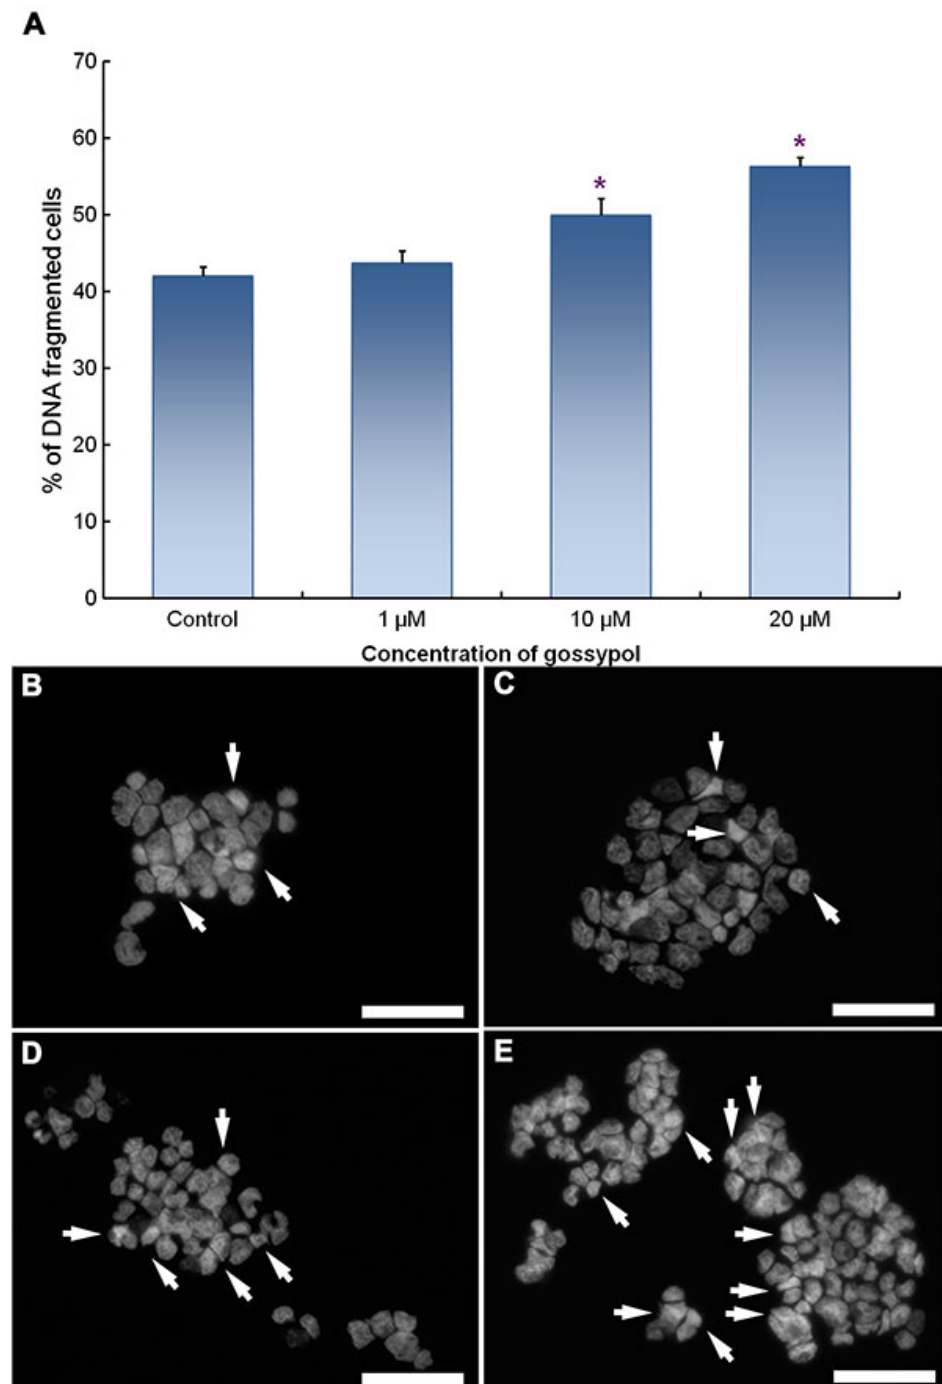 A
70
60
50
40
30
20
10
0
% of DNA fragmented cells
*
*
Control 1 µM 10 µM 20 µM
Concentration of gossypol
B C
D E